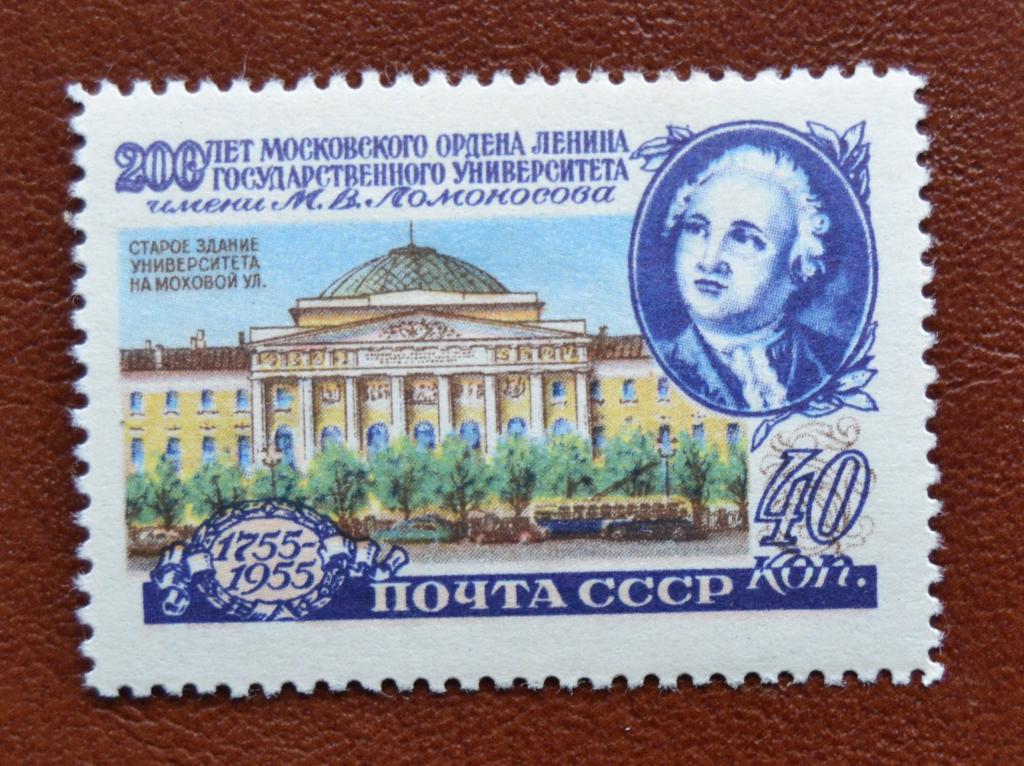 200 ЛЕТ МОСКОВСКОГО ОРДЕНА ЛЕНИНА
ГОСУДАРСТВЕННОГО УНИВЕРСИТЕТА
имени М.В.Ломоносова
СТАРОЕ ЗДАНИЕ
УНИВЕРСИТЕТА
НА МОХОВОЙ УЛ.
40
коп.
1755-
1955
ПОЧТА СССР